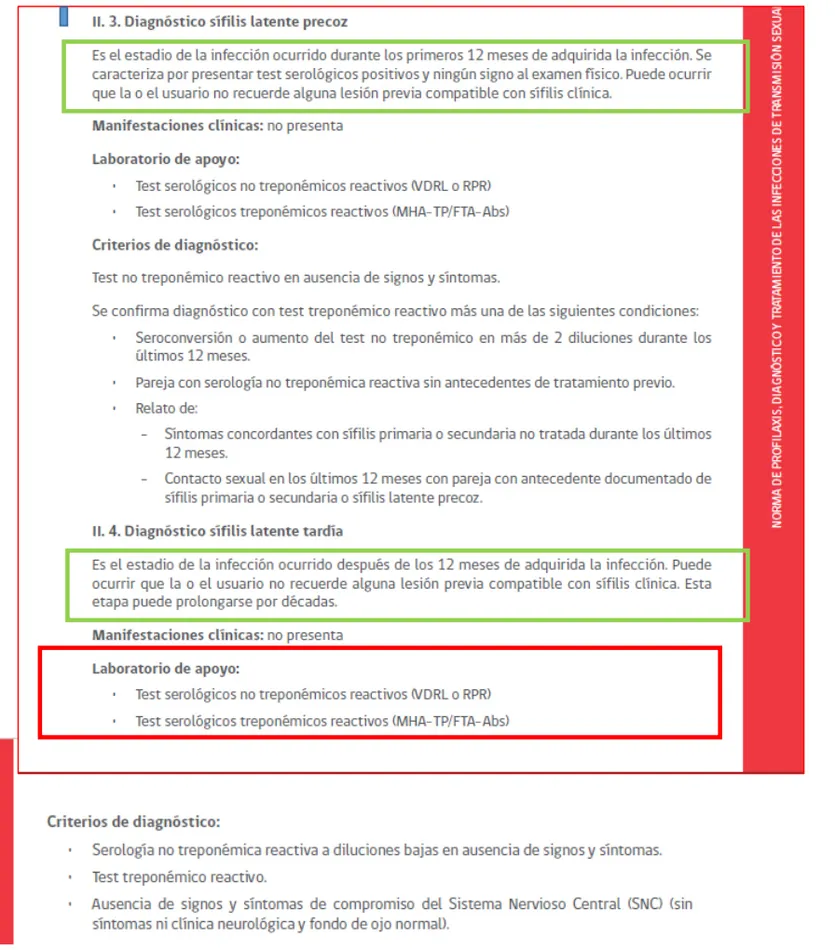 II. 3. Diagnóstico sífilis latente precoz
Es el estadio de la infección ocurrido durante los primeros 12 meses de adquirida la infección. Se
caracteriza por presentar test serológicos positivos y ningún signo al examen físico. Puede ocurrir
que la o el usuario no recuerde alguna lesión previa compatible con sífilis clínica.
Manifestaciones clínicas: no presenta
Laboratorio de apoyo:
• Test serológicos no treponémicos reactivos (VDRL o RPR)
• Test serológicos treponémicos reactivos (MHA-TP/FTA-Abs)
Criterios de diagnóstico:
Test no treponémico reactivo en ausencia de signos y síntomas.
Se confirma diagnóstico con test treponémico reactivo más una de las siguientes condiciones:
• Seroconversión o aumento del test no treponémico en más de 2 diluciones durante los
últimos 12 meses.
• Pareja con serología no treponémica reactiva sin antecedentes de tratamiento previo.
• Relato de:
– Síntomas concordantes con sífilis primaria o secundaria no tratada durante los últimos
12 meses.
– Contacto sexual en los últimos 12 meses con pareja con antecedente documentado de
sífilis primaria o secundaria o sífilis latente precoz.
II. 4. Diagnóstico sífilis latente tardía
Es el estadio de la infección ocurrido después de los 12 meses de adquirida la infección. Puede
ocurrir que la o el usuario no recuerde alguna lesión previa compatible con sífilis clínica. Esta
etapa puede prolongarse por décadas.
Manifestaciones clínicas: no presenta
Laboratorio de apoyo:
• Test serológicos no treponémicos reactivos (VDRL o RPR)
• Test serológicos treponémicos reactivos (MHA-TP/FTA-Abs)
Criterios de diagnóstico:
• Serología no treponémica reactiva a diluciones bajas en ausencia de signos y síntomas.
• Test treponémico reactivo.
• Ausencia de signos y síntomas de compromiso del Sistema Nervioso Central (SNC) (sin
síntomas ni clínica neurológica y fondo de ojo normal).
NORMA DE PROFILAXIS, DIAGNÓSTICO Y TRATAMIENTO DE LAS INFECCIONES DE TRANSMISIÓN